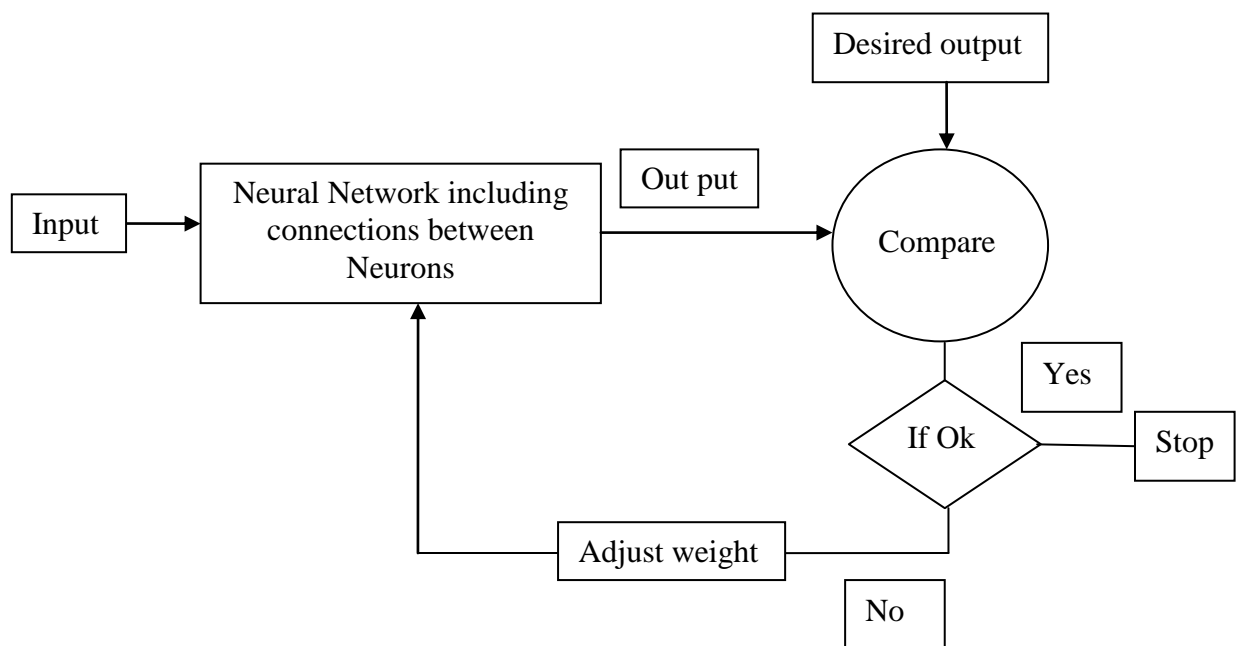 Desired output
Out put
Neural Network including
connections between
Neurons
Input
Compare
Yes
If Ok
Stop
Adjust weight
No